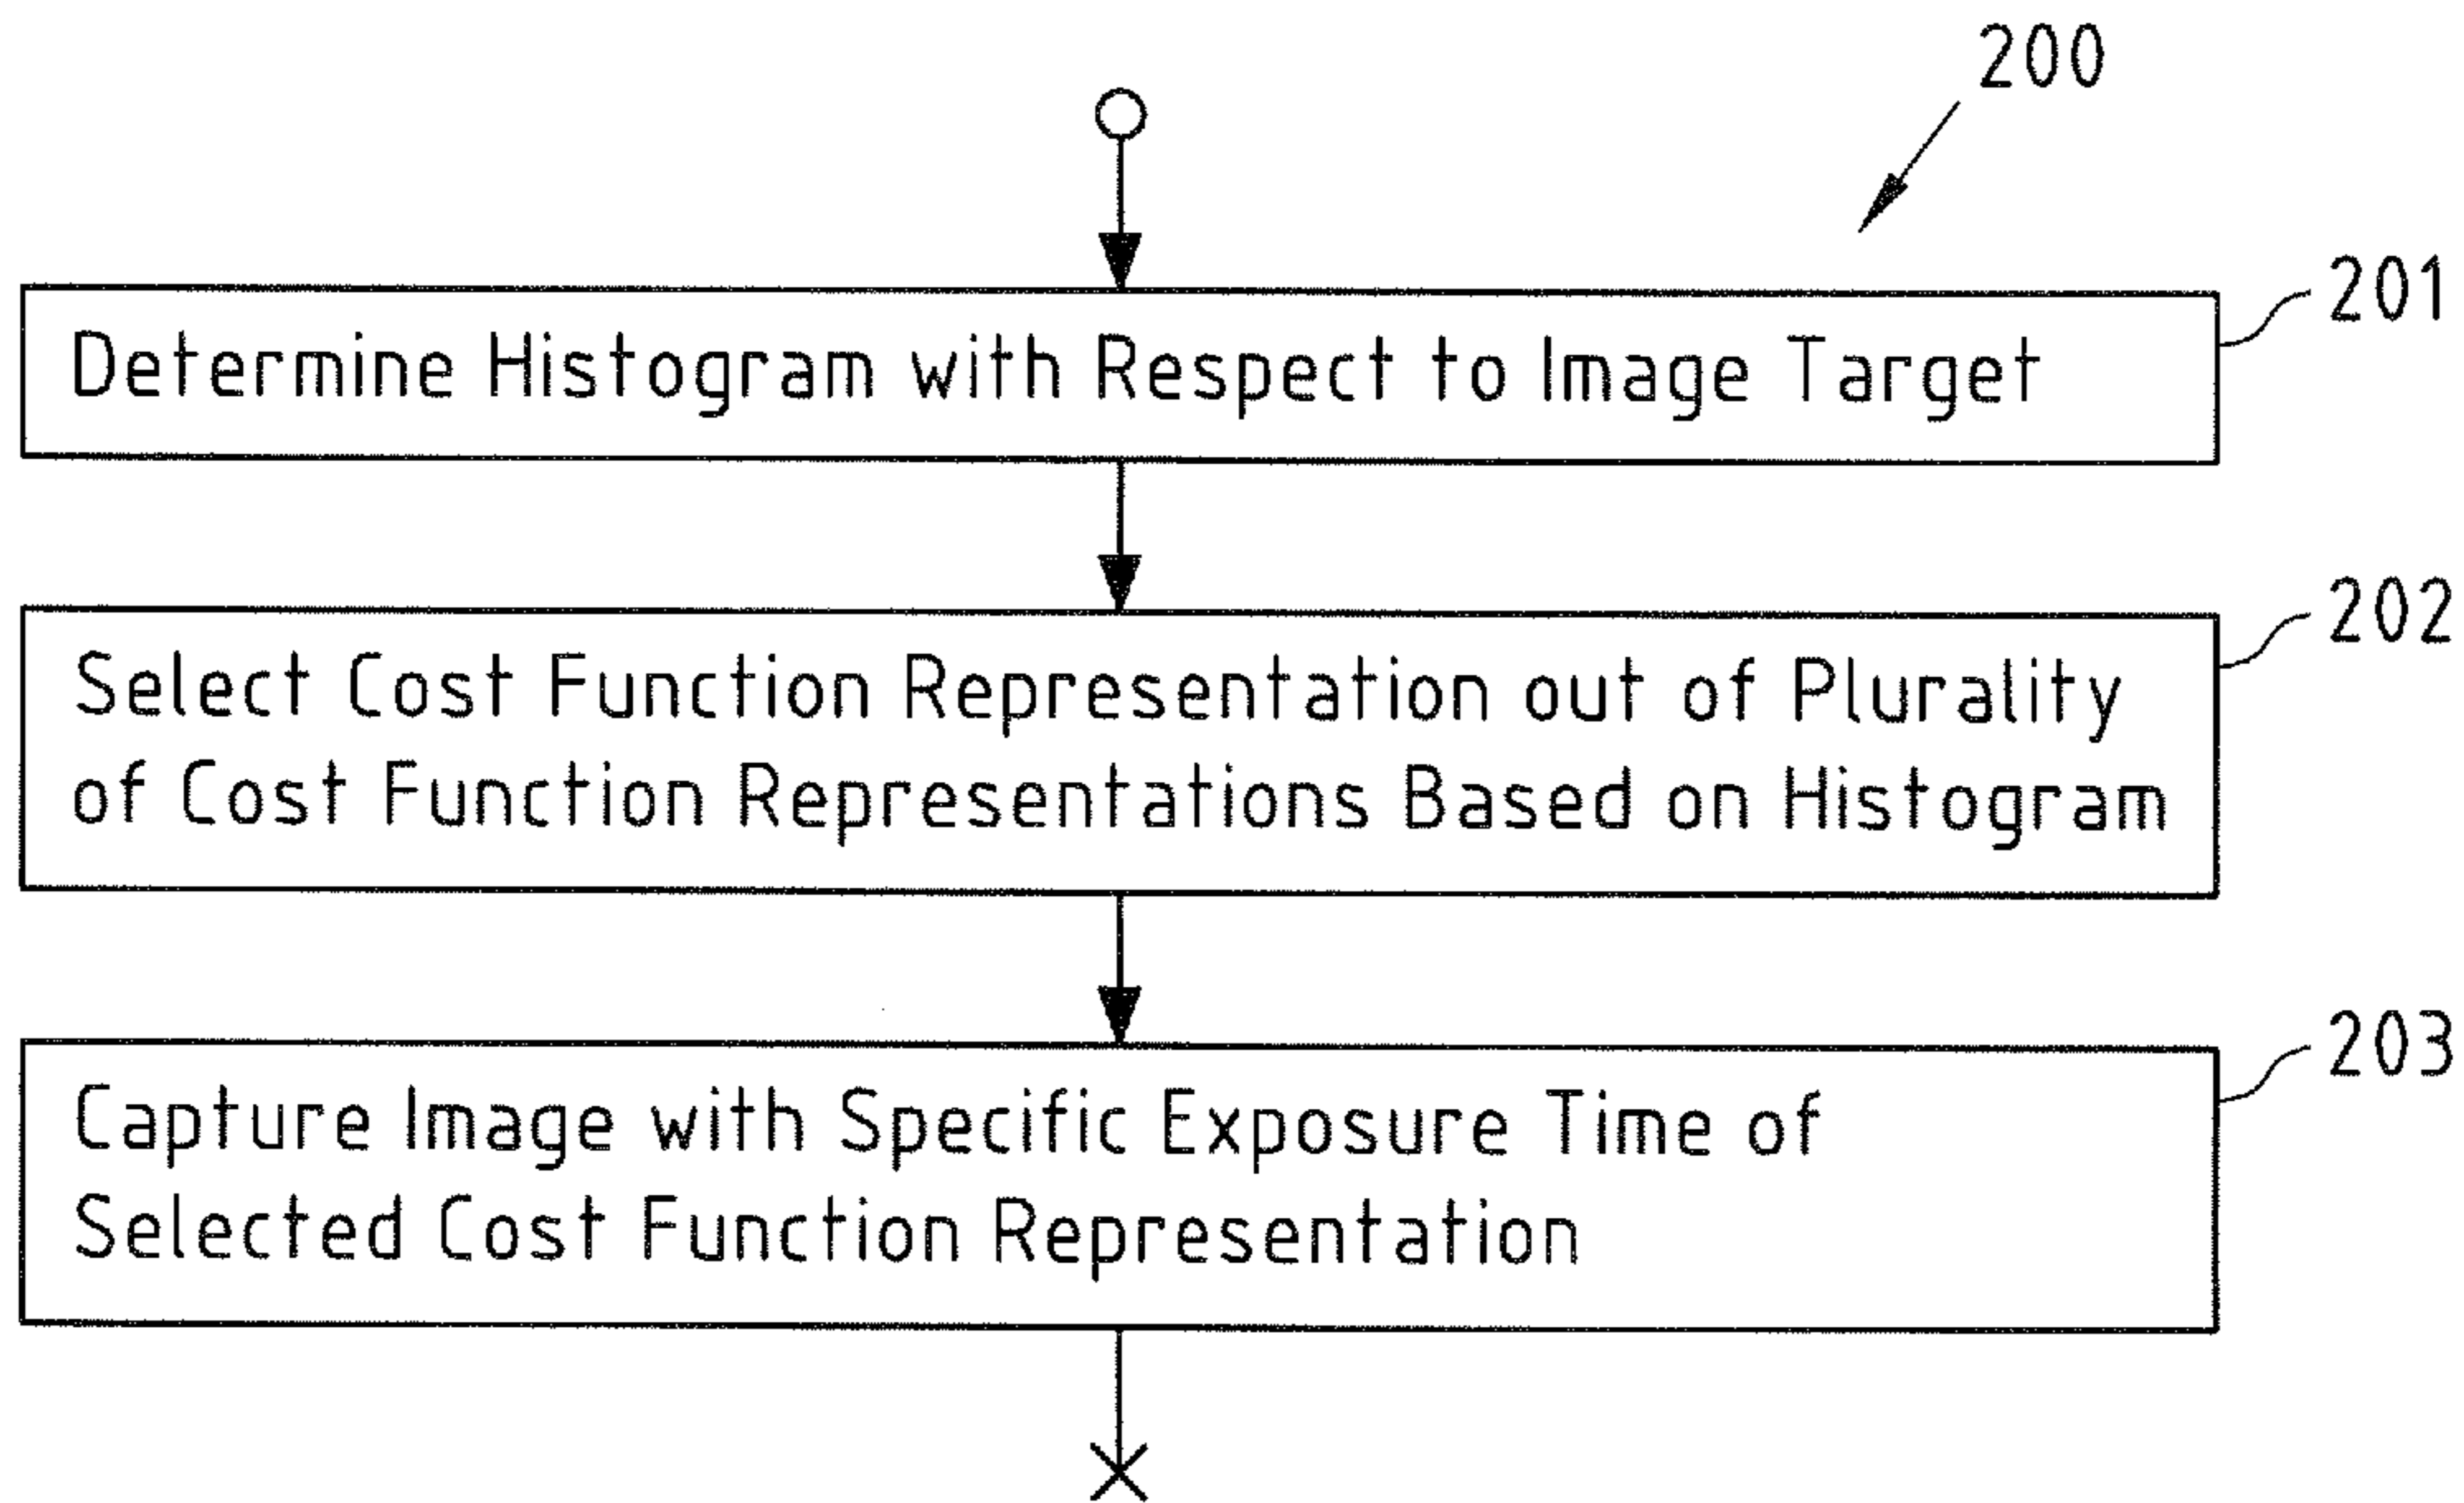 200
201
Determine Histogram with Respect to Image Target
202
Select Cost Function Representation out of Plurality
of Cost Function Representations Based on Histogram
203
Capture Image with Specific Exposure Time of
Selected Cost Function Representation